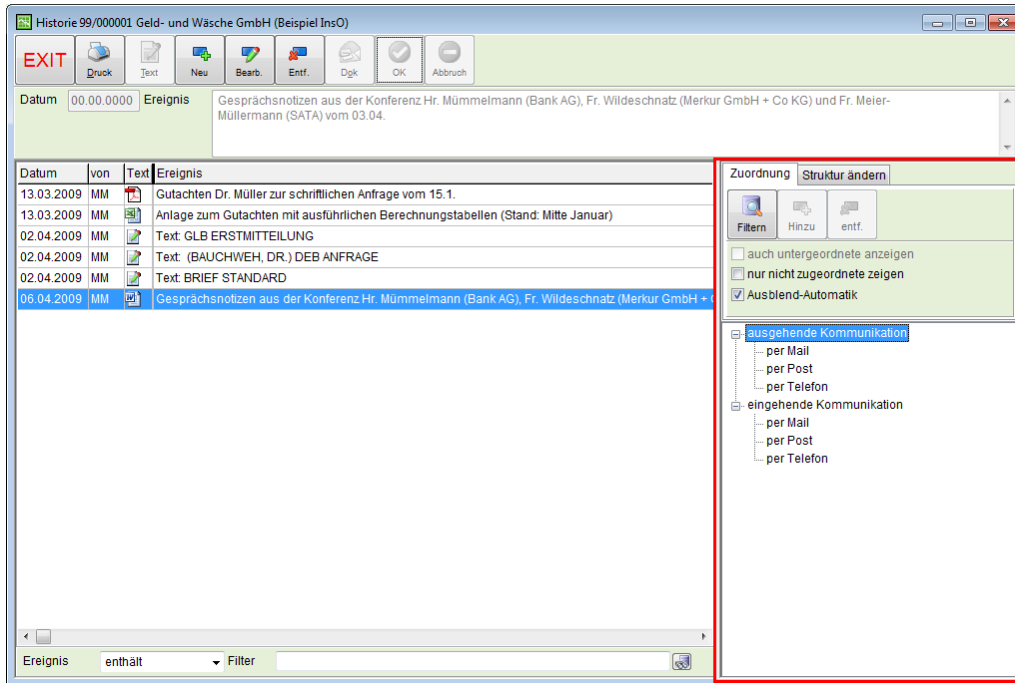 Historie 99/000001 Geld- und Wäsche GmbH (Beispiel InsO)
EXIT Druck Text Neu Bearb. Entf. Dok OK Abbruch
Datum 00.00.0000 Ereignis Gesprächsnotizen aus der Konferenz Hr. Mümmelmann (Bank AG), Fr. Wildeschnatz (Merkur GmbH + Co KG) und Fr. Meier-
Müllermann (SATA) vom 03.04.
Datum von Text Ereignis
13.03.2009 MM Gutachten Dr. Müller zur schriftlichen Anfrage vom 15.1.
13.03.2009 MM Anlage zum Gutachten mit ausführlichen Berechnungstabellen (Stand: Mitte Januar)
02.04.2009 MM Text: GLB ERSTMITTEILUNG
02.04.2009 MM Text: (BAUCHWEH, DR.) DEB ANFRAGE
02.04.2009 MM Text: BRIEF STANDARD
06.04.2009 MM Gesprächsnotizen aus der Konferenz Hr. Mümmelmann (Bank AG), Fr. Wildeschnatz (Merkur GmbH +
Zuordnung Struktur ändern
Filtern Hinzu entf.
auch untergeordnete anzeigen
nur nicht zugeordnete zeigen
Ausblend-Automatik
ausgehende Kommunikation
per Mail
per Post
per Telefon
eingehende Kommunikation
per Mail
per Post
per Telefon
Ereignis enthält Filter